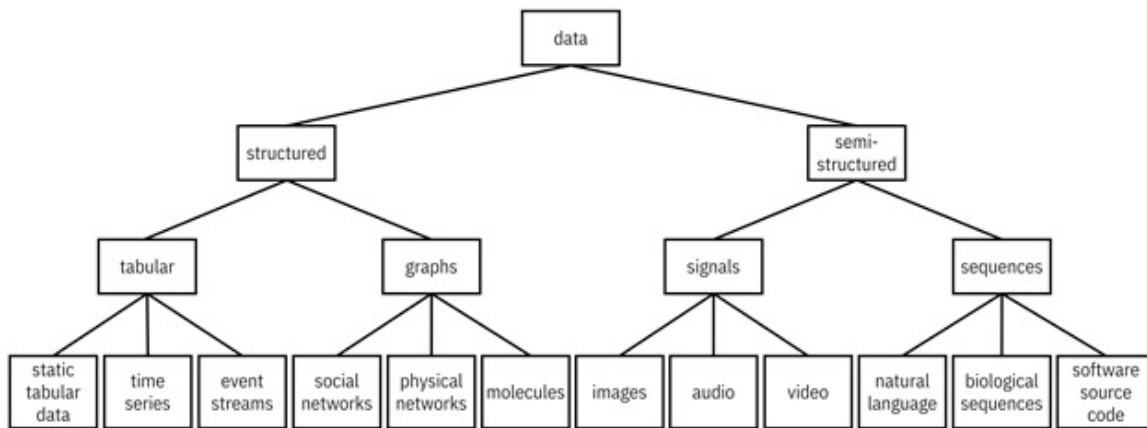 data
structured
semi-
structured
tabular
graphs
signals
sequences
static
tabular
data
time
series
event
streams
social
networks
physical
networks
molecules
images
audio
video
natural
language
biological
sequences
software
source
code